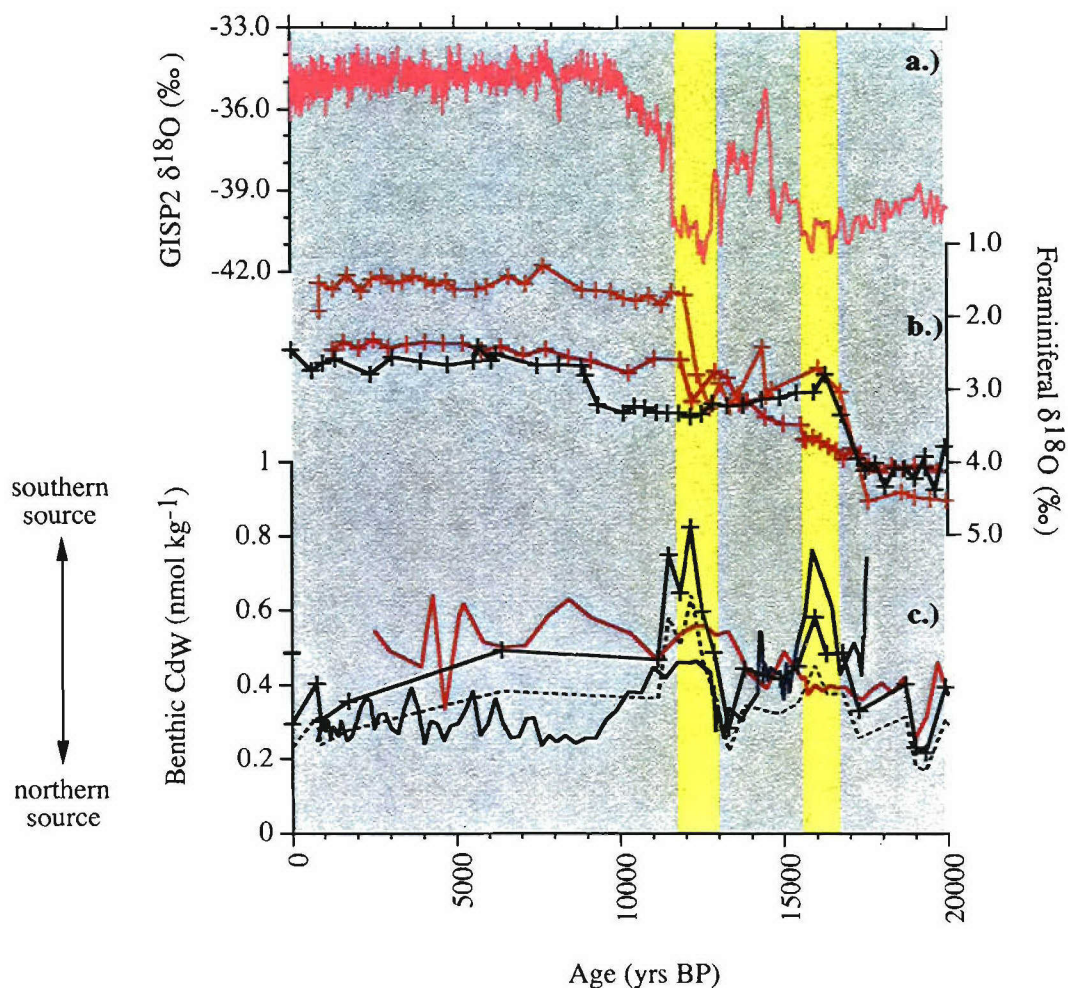 -33.0
-36.0
-39.0
-42.0
GISP2 δ18O (‰)
a.)
1.0
2.0
3.0
4.0
5.0
Foraminiferal δ18O (‰)
b.)
1
0.8
0.6
0.4
0.2
0
Benthic Cdw (nmol kg-1)
c.)
southern
source
northern
source
0
5000
10000
15000
20000
Age (yrs BP)